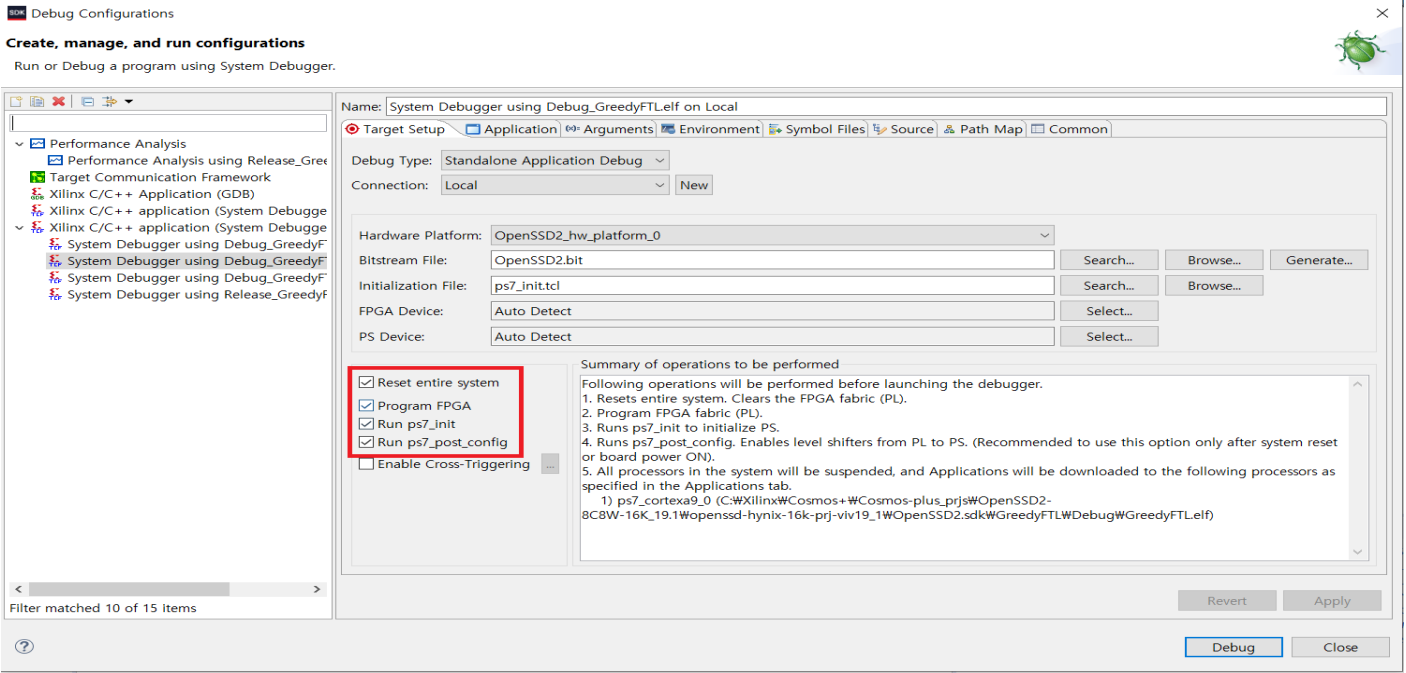 SDK Debug Configurations
Create, manage, and run configurations
Run or Debug a program using System Debugger.
Name: System Debugger using Debug_GreedyFTL.elf on Local
Target Setup Application Arguments Environment Symbol Files Source Path Map Common
Performance Analysis
Performance Analysis using Release_Gree
Target Communication Framework
Xilinx C/C++ Application (GDB)
Xilinx C/C++ application (System Debugge
Xilinx C/C++ application (System Debugge
System Debugger using Debug_GreedyF
System Debugger using Debug_GreedyF
System Debugger using Debug_GreedyF
System Debugger using Release_GreedyF
Filter matched 10 of 15 items
Debug Type: Standalone Application Debug
Connection: Local New
Hardware Platform: OpenSSD2_hw_platform_0
Bitstream File: OpenSSD2.bit Search... Browse... Generate...
Initialization File: ps7_init.tcl Search... Browse...
FPGA Device: Auto Detect Select...
PS Device: Auto Detect Select...
Reset entire system
Program FPGA
Run ps7_init
Run ps7_post_config
Enable Cross-Triggering ...
Summary of operations to be performed
Following operations will be performed before launching the debugger.
1. Resets entire system. Clears the FPGA fabric (PL).
2. Program FPGA fabric (PL).
3. Runs ps7_init to initialize PS.
4. Runs ps7_post_config. Enables level shifters from PL to PS. (Recommended to use this option only after system reset
or board power ON).
5. All processors in the system will be suspended, and Applications will be downloaded to the following processors as
specified in the Applications tab.
1) ps7_cortexa9_0 (C:₩Xilinx₩Cosmos+₩Cosmos-plus_prjs₩OpenSSD2-
8C8W-16K_19.1₩openssd-hynix-16k-prj-viv19_1₩OpenSSD2.sdk₩GreedyFTL₩Debug₩GreedyFTL.elf)
Revert Apply
Debug Close